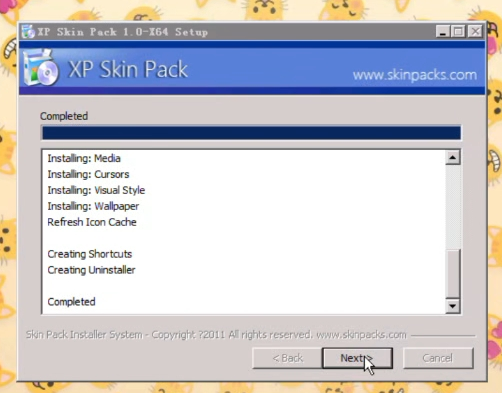 XP Skin Pack 1.0-X64 Setup
XP Skin Pack
www.skinpacks.com
Completed
Installing: Media
Installing: Cursors
Installing: Visual Style
Installing: Wallpaper
Refresh Icon Cache
Creating Shortcuts
Creating Uninstaller
Completed
Skin Pack Installer System - Copyright ?2011 All rights reserved. www.skinpacks.com
< Back
Next >
Cancel